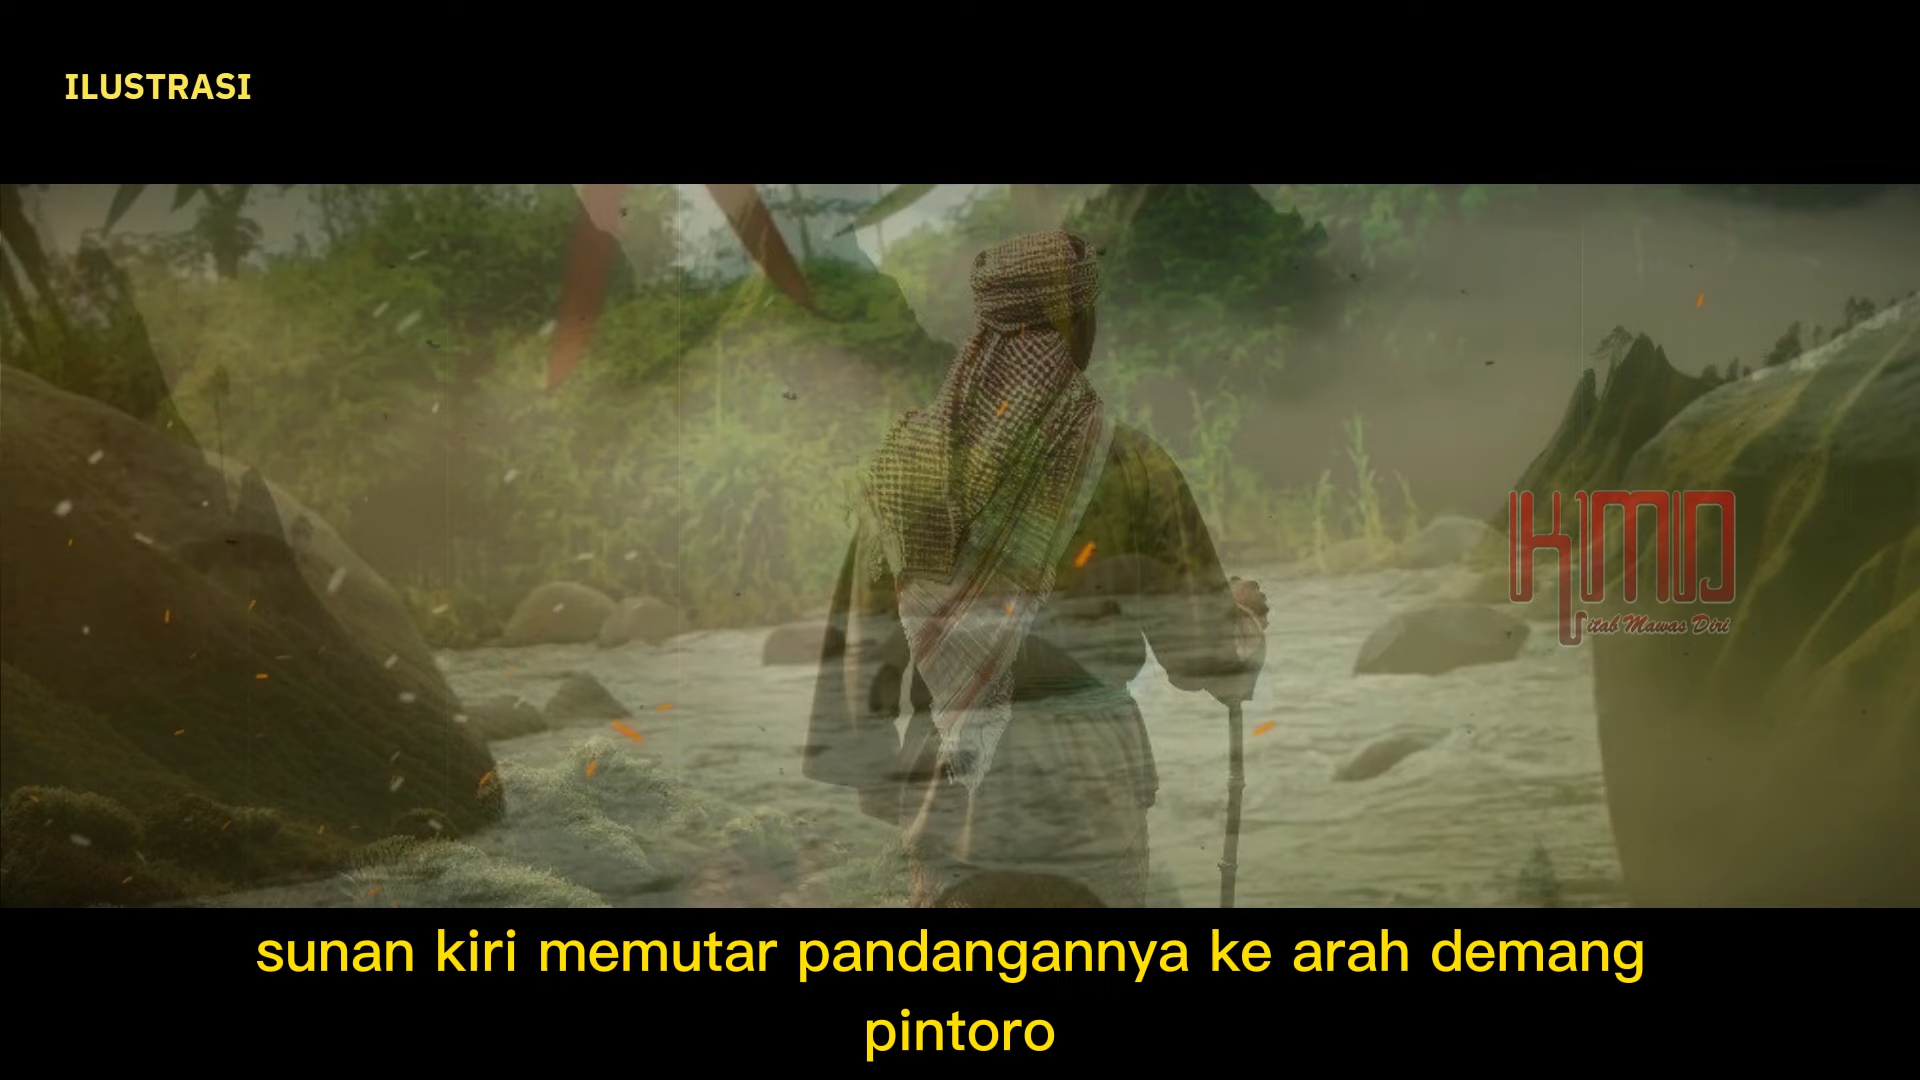 ILUSTRASI
KMD
Kitab Mawas Diri
sunan kiri memutar pandangannya ke arah demang
pintoro